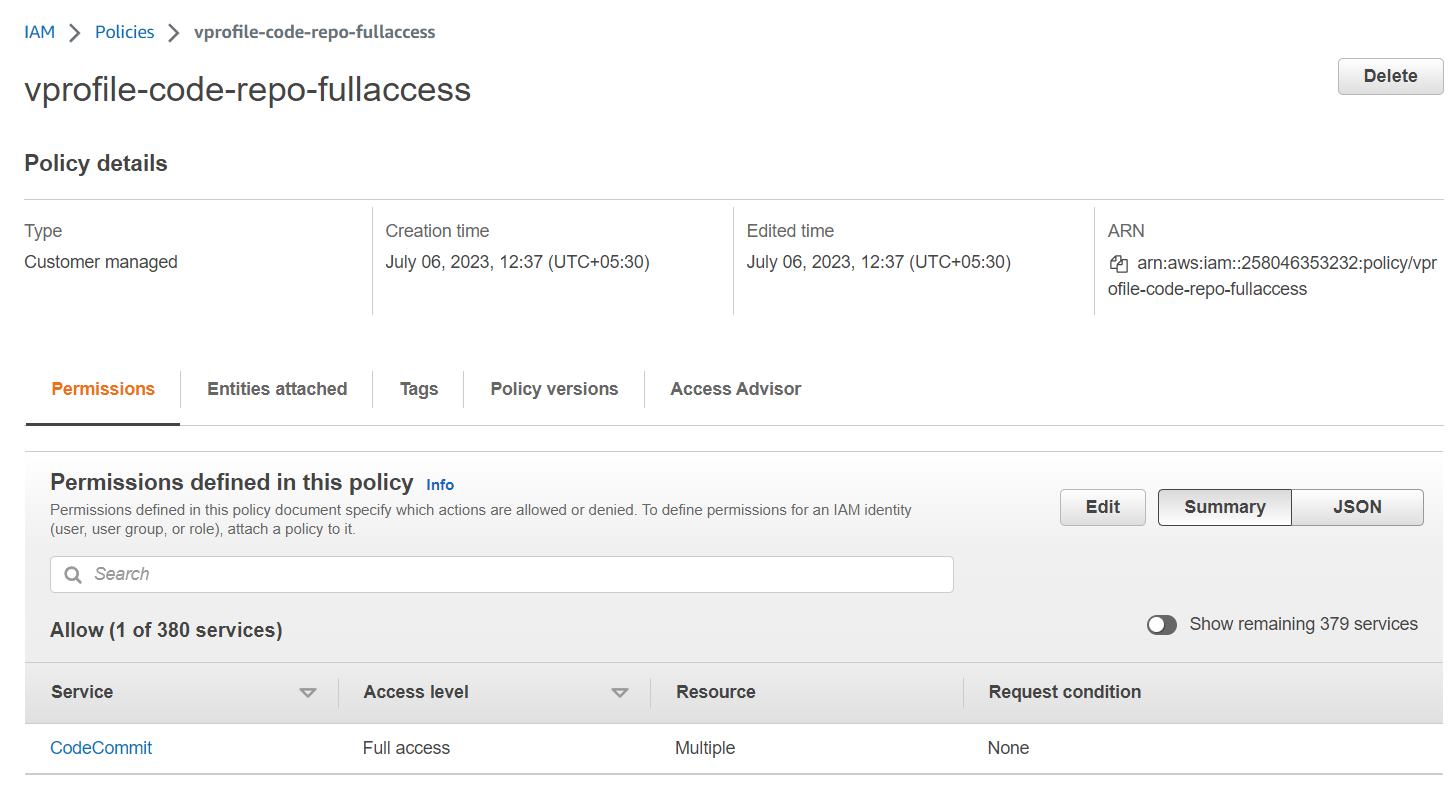 IAM > Policies > vprofile-code-repo-fullaccess
vprofile-code-repo-fullaccess
Delete
Policy details
Type
Customer managed
Creation time
July 06, 2023, 12:37 (UTC+05:30)
Edited time
July 06, 2023, 12:37 (UTC+05:30)
ARN
arn:aws:iam::258046353232:policy/vpr
ofile-code-repo-fullaccess
Permissions Entities attached Tags Policy versions Access Advisor
Permissions defined in this policy Info
Permissions defined in this policy document specify which actions are allowed or denied. To define permissions for an IAM identity
(user, user group, or role), attach a policy to it.
Edit Summary JSON
Search
Allow (1 of 380 services)
Show remaining 379 services
Service Access level Resource Request condition
CodeCommit Full access Multiple None